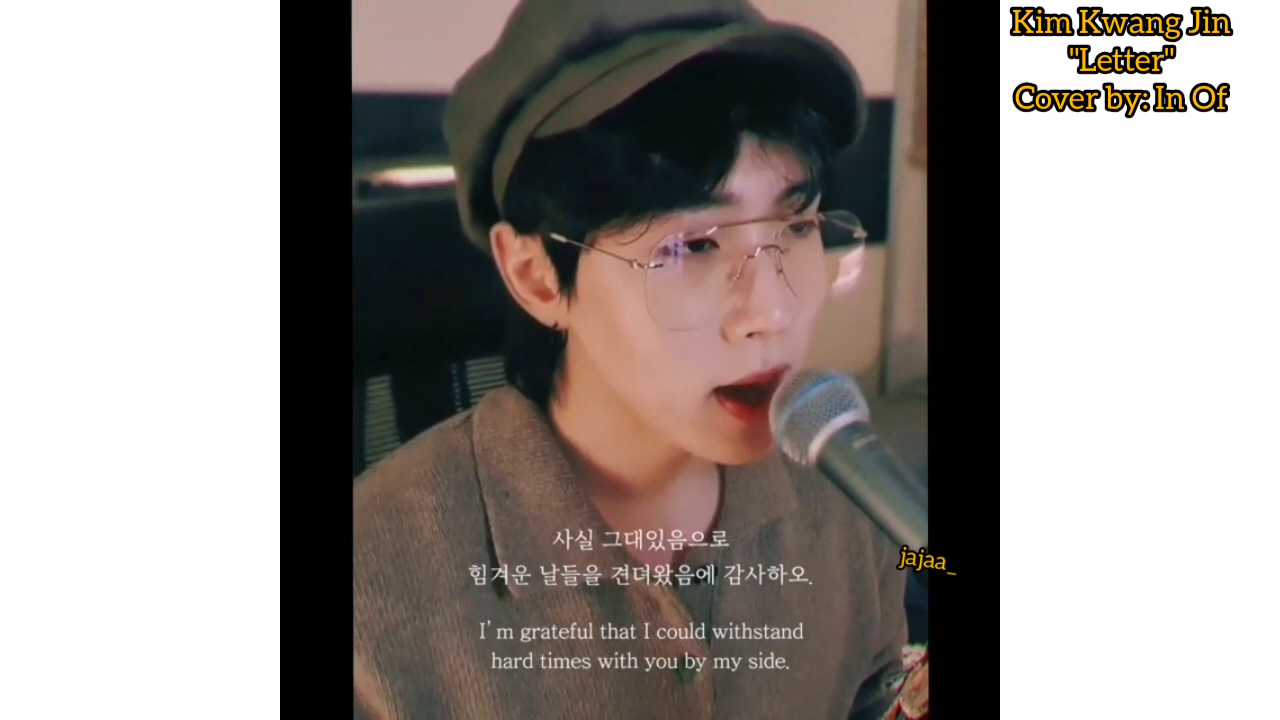 Kim Kwang Jin
"Letter"
Cover by: In Of
사실 그대있음으로
힘겨운 날들을 견뎌왔음에 감사하오.
I'm grateful that I could withstand
hard times with you by my side.
jajaa_